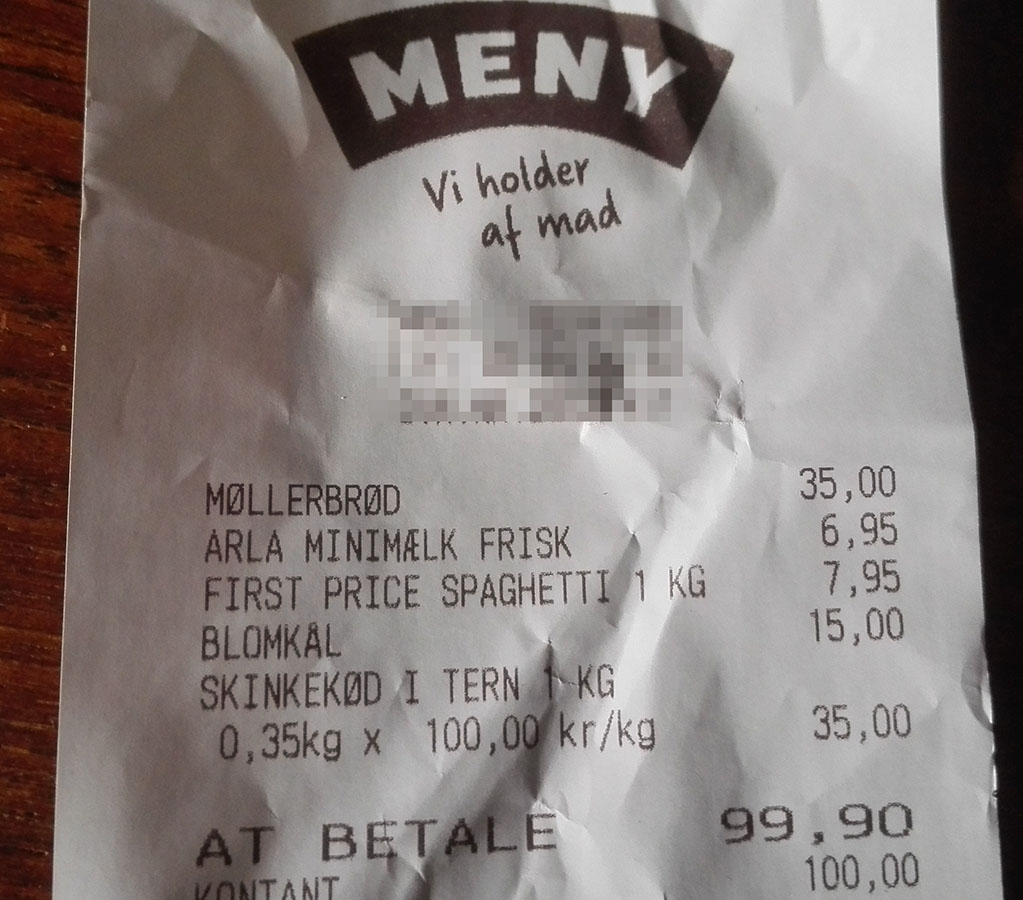 MENY
Vi holder
af mad
MØLLERBRØD 35,00
ARLA MINIMÆLK FRISK 6,95
FIRST PRICE SPAGHETTI 1 KG 7,95
BLOMKÅL 15,00
SKINKEKØD I TERN 1 KG
0,35kg x 100,00 kr/kg 35,00
AT BETALE 99,90
KONTANT 100,00